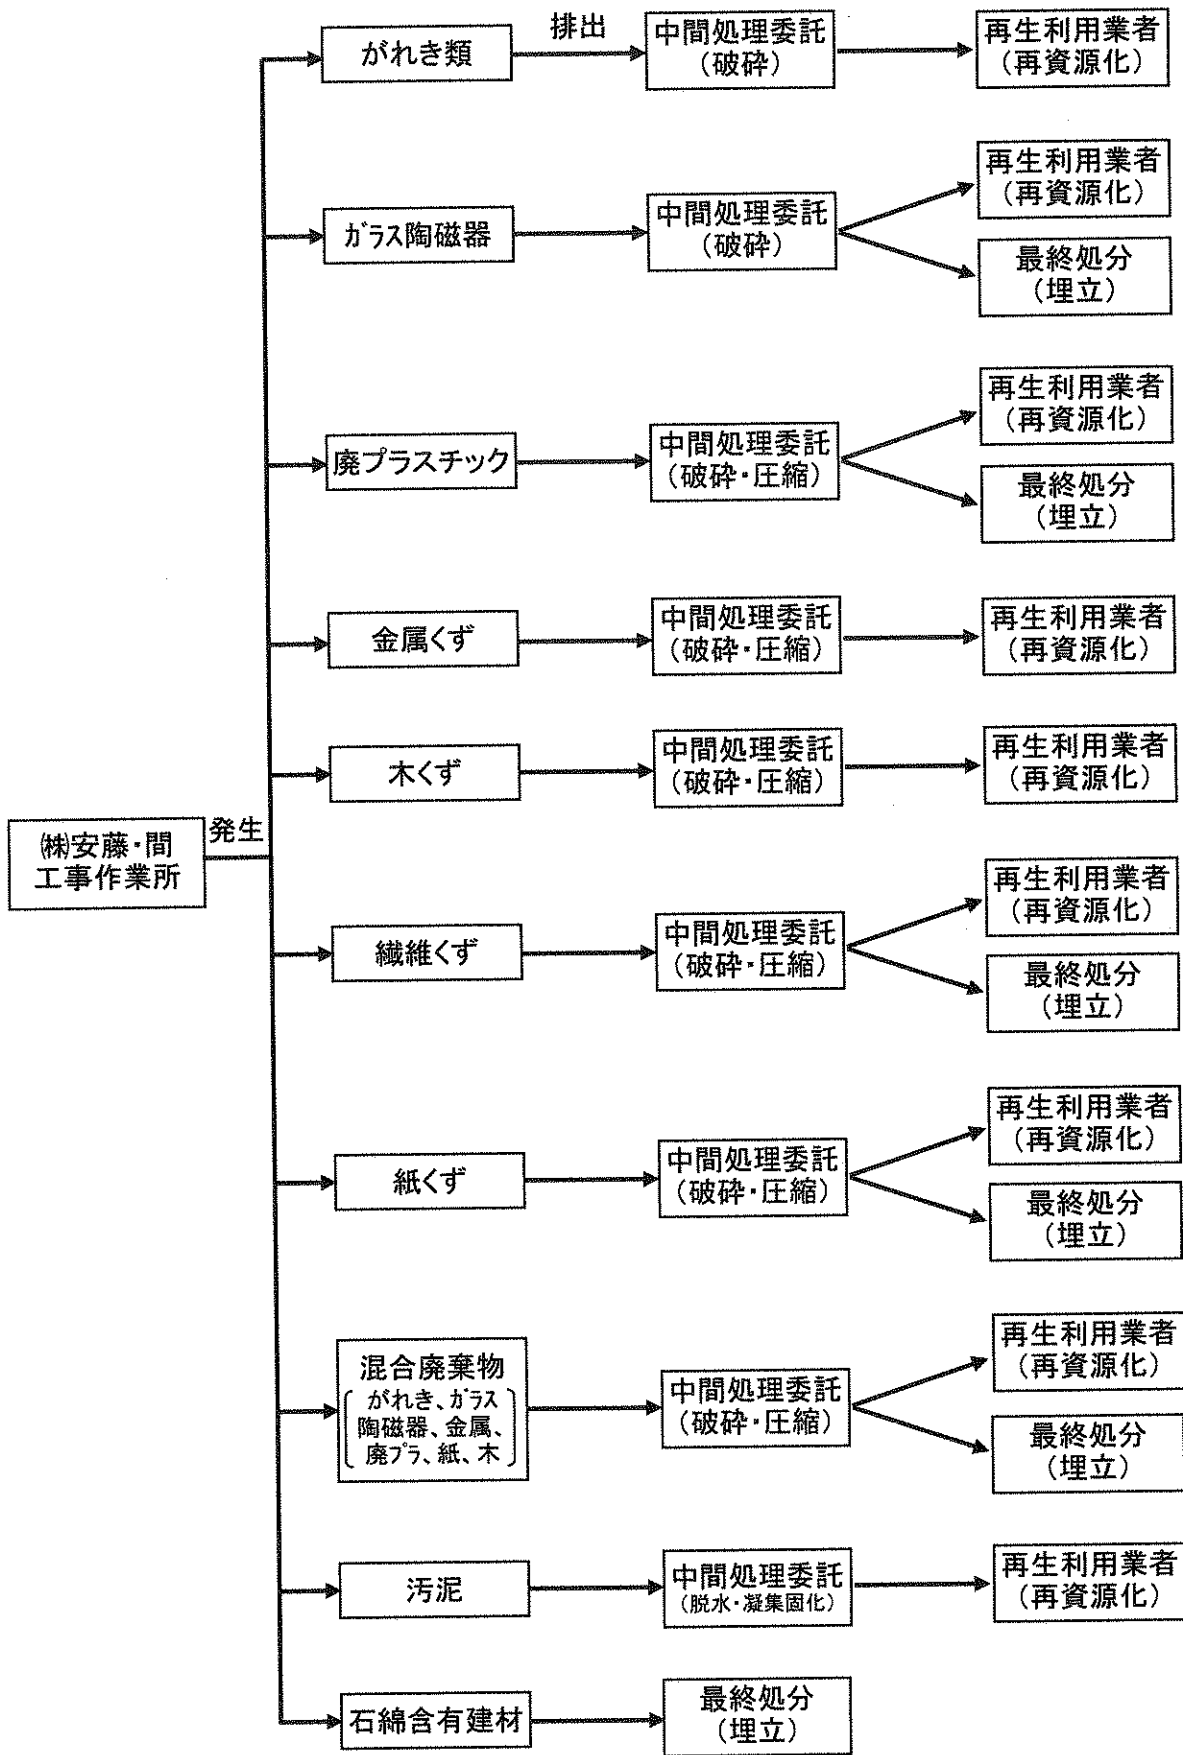 がれき類
排出
中間処理委託
（破砕）
再生利用業者
（再資源化）
ガラス陶磁器
中間処理委託
（破砕）
再生利用業者
（再資源化）
最終処分
（埋立）
廃プラスチック
中間処理委託
（破砕・圧縮）
再生利用業者
（再資源化）
最終処分
（埋立）
金属くず
中間処理委託
（破砕・圧縮）
再生利用業者
（再資源化）
木くず
中間処理委託
（破砕・圧縮）
再生利用業者
（再資源化）
㈱安藤・間
工事作業所
発生
繊維くず
中間処理委託
（破砕・圧縮）
再生利用業者
（再資源化）
最終処分
（埋立）
紙くず
中間処理委託
（破砕・圧縮）
再生利用業者
（再資源化）
最終処分
（埋立）
混合廃棄物
がれき、ガラス
陶磁器、金属、
廃プラ、紙、木
中間処理委託
（破砕・圧縮）
再生利用業者
（再資源化）
最終処分
（埋立）
汚泥
中間処理委託
（脱水・凝集固化）
再生利用業者
（再資源化）
石綿含有建材
最終処分
（埋立）